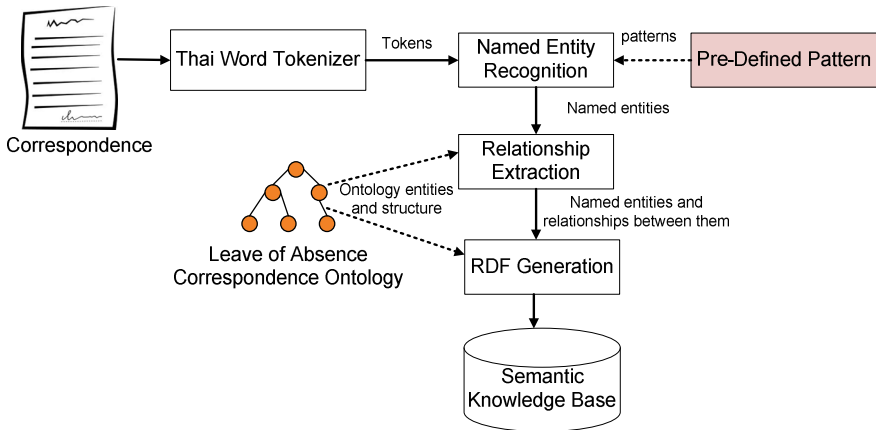 Correspondence
Thai Word Tokenizer
Tokens
Named Entity
Recognition
patterns
Pre-Defined Pattern
Named entities
Relationship
Extraction
Ontology entities
and structure
Leave of Absence
Correspondence Ontology
Named entities and
relationships between them
RDF Generation
Semantic
Knowledge Base